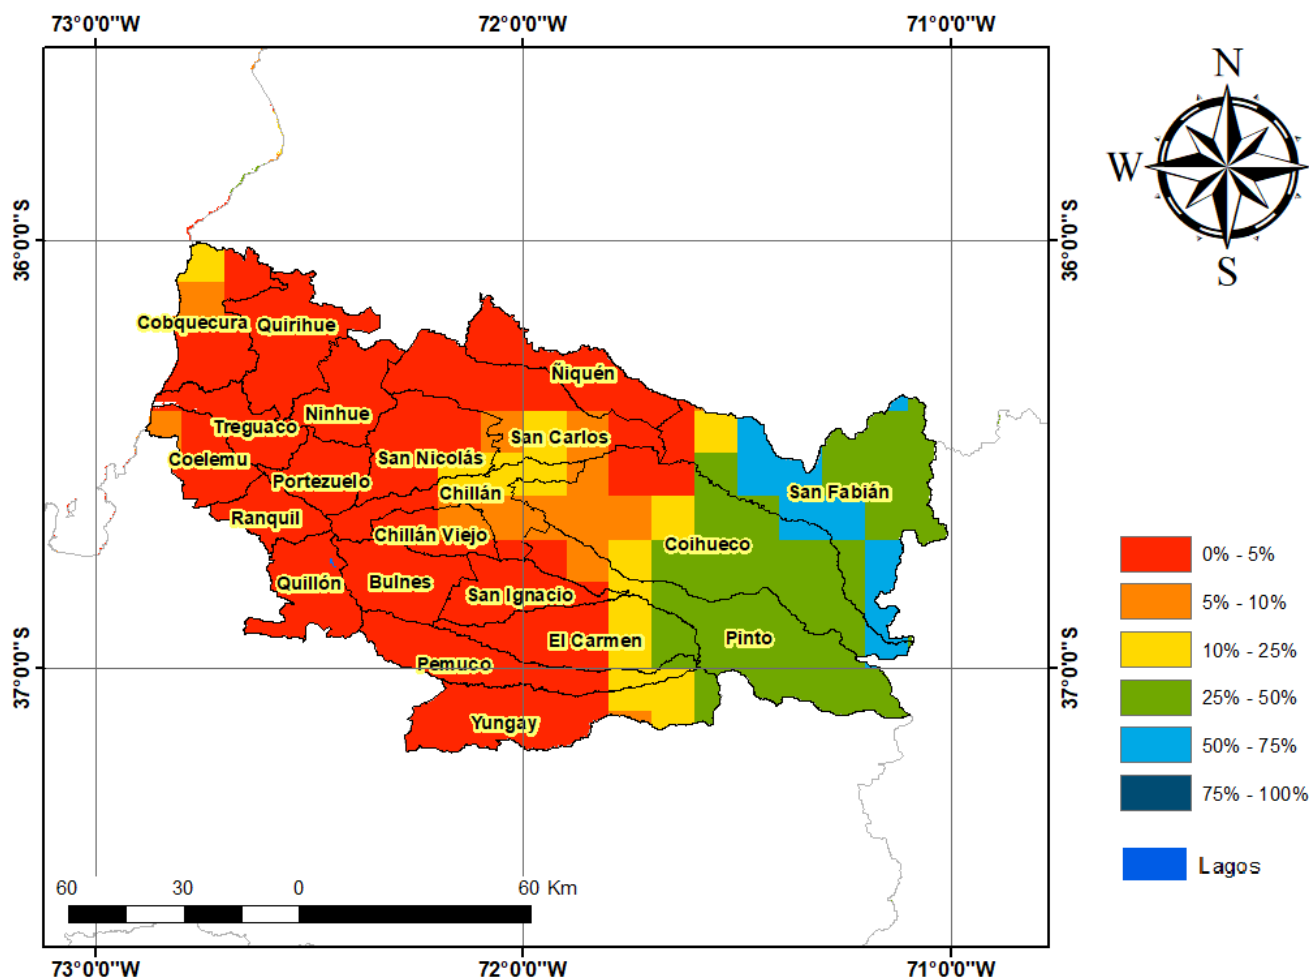 73°0'0"W 72°0'0"W 71°0'0"W
N
W
S
36°0'0"S 36°0'0"S
Cobquecura Quirihue
Ñiquén
Ninhue
Treguaco San Carlos
Coelemu San Nicolás
Portezuelo Chillán San Fabián
Ranquil
Chillán Viejo Coihueco
Quillón Bulnes San Ignacio
El Carmen Pinto
Pemuco
37°0'0"S 37°0'0"S
Yungay
0% - 5%
5% - 10%
10% - 25%
25% - 50%
50% - 75%
75% - 100%
Lagos
60 30 0 60 Km
73°0'0"W 72°0'0"W 71°0'0"W